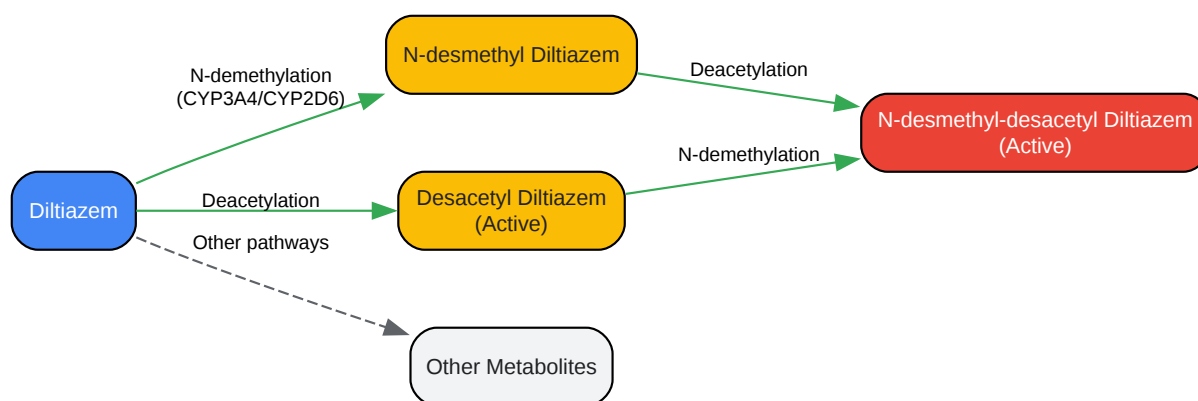 N-desmethyl Diltiazem
N-demethylation
(CYP3A4/CYP2D6)
Deacetylation
N-desmethyl-desacetyl Diltiazem
(Active)
N-demethylation
Diltiazem
Deacetylation
Desacetyl Diltiazem
(Active)
Other pathways
Other Metabolites